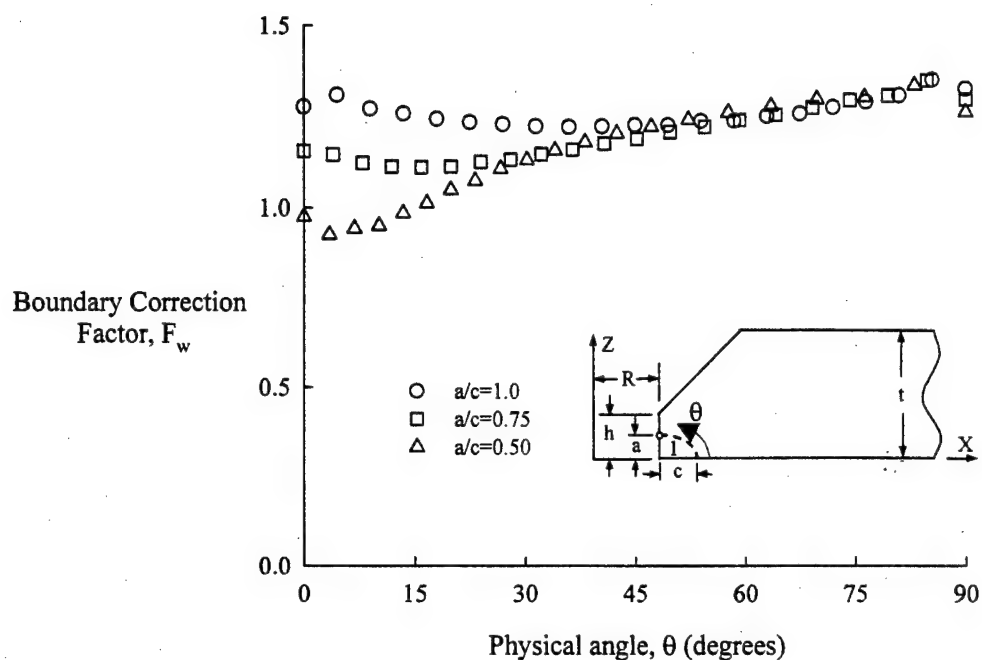 1.5
1.0
0.5
0.0
Boundary Correction
Factor, F_w
0
15
30
45
60
75
90
Physical angle, θ (degrees)
a/c=1.0
a/c=0.75
a/c=0.50
Z
R
h
a
1
c
θ
t
X